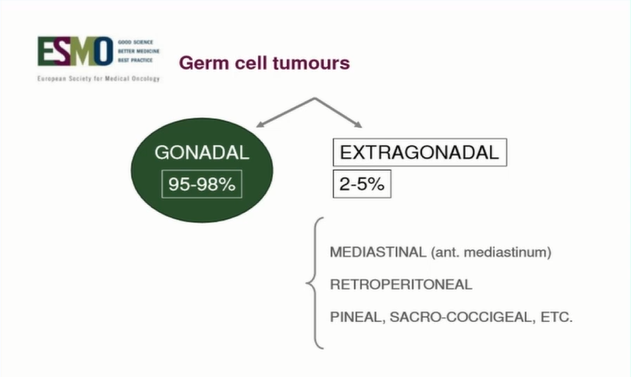 ESMO
GOOD SCIENCE
BETTER MEDICINE
BEST PRACTICE
European Society for Medical Oncology
Germ cell tumours
GONADAL
95-98%
EXTRAGONADAL
2-5%
MEDIASTINAL (ant. mediastinum)
RETROPERITONEAL
PINEAL, SACRO-COCCIGEAL, ETC.